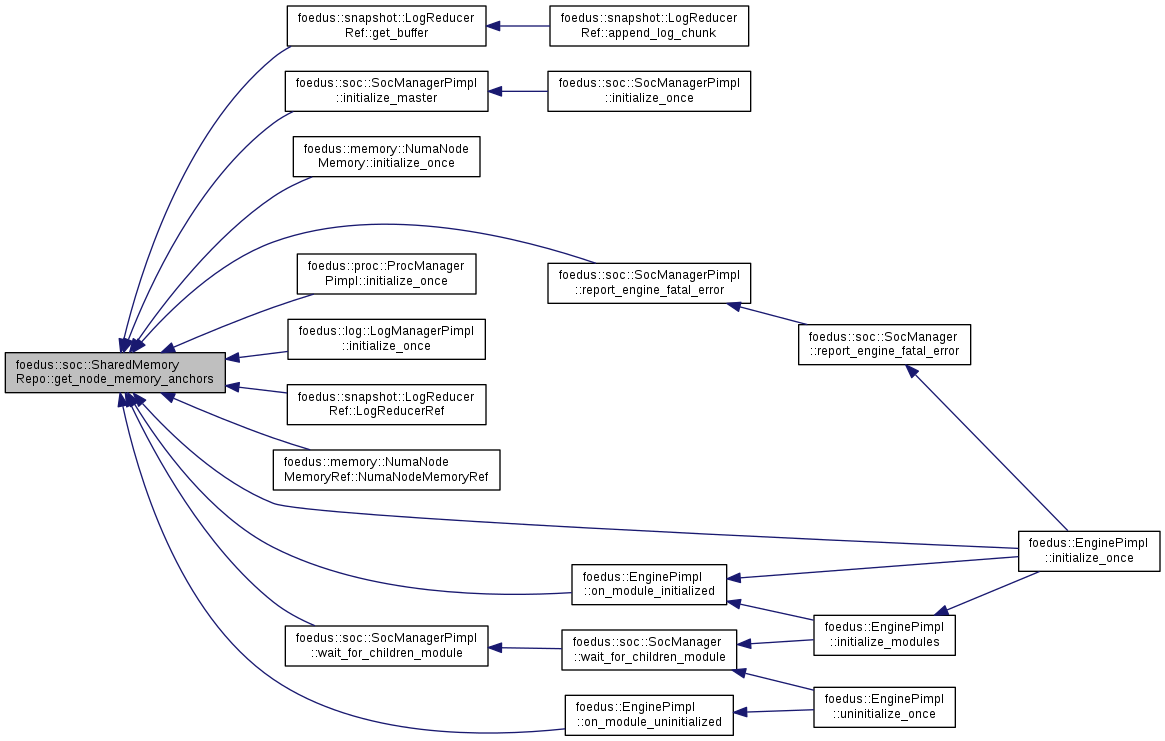 foedus::snapshot::LogReducer
Ref::get_buffer
foedus::snapshot::LogReducer
Ref::append_log_chunk
foedus::soc::SocManagerPimpl
::initialize_master
foedus::soc::SocManagerPimpl
::initialize_once
foedus::memory::NumaNode
Memory::initialize_once
foedus::proc::ProcManager
Pimpl::initialize_once
foedus::soc::SocManagerPimpl
::report_engine_fatal_error
foedus::log::LogManagerPimpl
::initialize_once
foedus::soc::SocManager
::report_engine_fatal_error
foedus::soc::SharedMemory
Repo::get_node_memory_anchors
foedus::snapshot::LogReducer
Ref::LogReducerRef
foedus::memory::NumaNode
MemoryRef::NumaNodeMemoryRef
foedus::EnginePimpl
::initialize_once
foedus::EnginePimpl
::on_module_initialized
foedus::soc::SocManagerPimpl
::wait_for_children_module
foedus::soc::SocManager
::wait_for_children_module
foedus::EnginePimpl
::initialize_modules
foedus::EnginePimpl
::on_module_uninitialized
foedus::EnginePimpl
::uninitialize_once